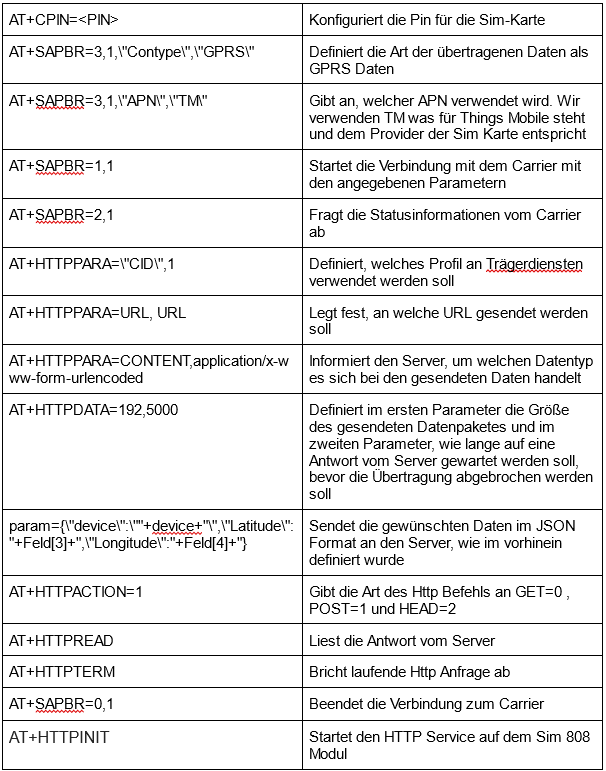 AT+CPIN=<PIN>
Konfiguriert die Pin für die Sim-Karte
AT+SAPBR=3,1,\"Contype\",\"GPRS\"
Definiert die Art der übertragenen Daten als
GPRS Daten
AT+SAPBR=3,1,\"APN\",\"TM\"
Gibt an, welcher APN verwendet wird. Wir
verwenden TM was für Things Mobile steht
und dem Provider der Sim Karte entspricht
AT+SAPBR=1,1
Startet die Verbindung mit dem Carrier mit
den angegebenen Parametern
AT+SAPBR=2,1
Fragt die Statusinformationen vom Carrier
ab
AT+HTTPPARA=\"CID\",1
Definiert, welches Profil an Trägerdiensten
verwendet werden soll
AT+HTTPPARA=URL, URL
Legt fest, an welche URL gesendet werden
soll
AT+HTTPPARA=CONTENT,application/x-w
ww-form-urlencoded
Informiert den Server, um welchen Datentyp
es sich bei den gesendeten Daten handelt
AT+HTTPDATA=192,5000
Definiert im ersten Parameter die Größe
des gesendeten Datenpaketes und im
zweiten Parameter, wie lange auf eine
Antwort vom Server gewartet werden soll,
bevor die Übertragung abgebrochen werden
soll
param={\"device\":\""+device+"\",\"Latitude\":
"+Feld[3]+",\"Longitude\":"+Feld[4]+"}
Sendet die gewünschten Daten im JSON
Format an den Server, wie im vorhinein
definiert wurde
AT+HTTPACTION=1
Gibt die Art des Http Befehls an GET=0 ,
POST=1 und HEAD=2
AT+HTTPREAD
Liest die Antwort vom Server
AT+HTTPTERM
Bricht laufende Http Anfrage ab
AT+SAPBR=0,1
Beendet die Verbindung zum Carrier
AT+HTTPINIT
Startet den HTTP Service auf dem Sim 808
Modul